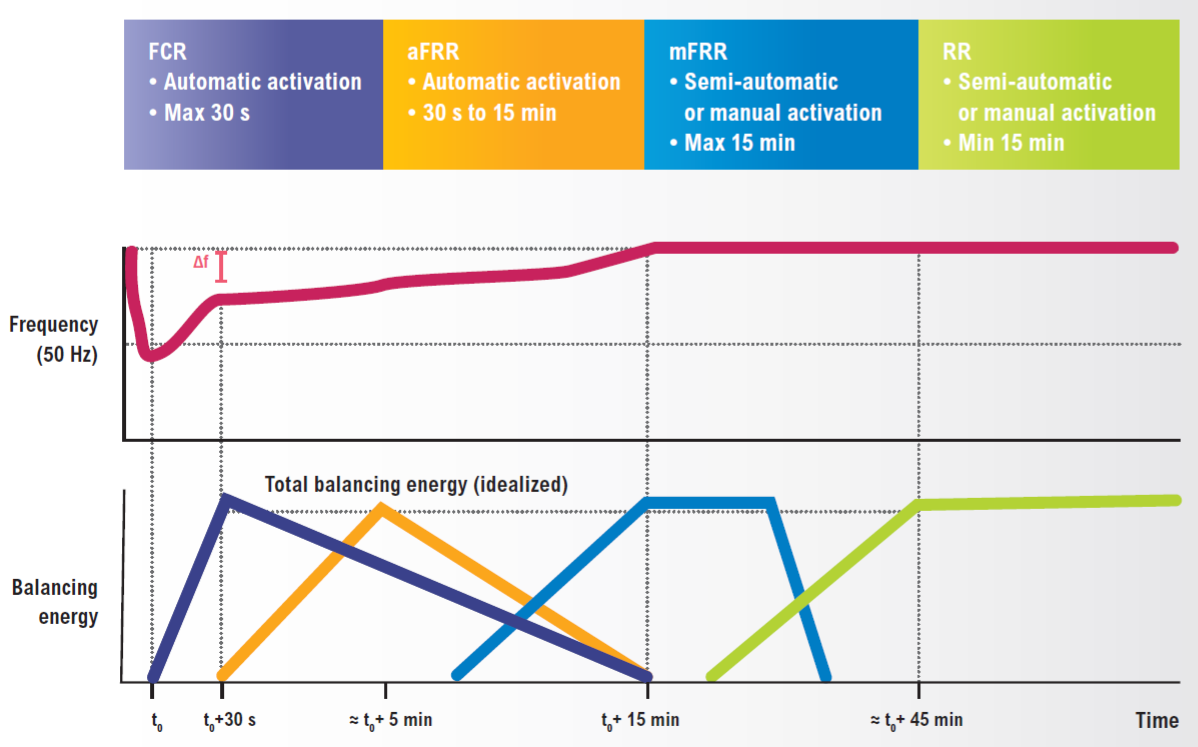 FCR
• Automatic activation
• Max 30 s
aFRR
• Automatic activation
• 30 s to 15 min
mFRR
• Semi-automatic
or manual activation
• Max 15 min
RR
• Semi-automatic
or manual activation
• Min 15 min
Δf
Frequency
(50 Hz)
Total balancing energy (idealized)
Balancing
energy
t₀
t₀+30 s
≈ t₀+ 5 min
t₀+ 15 min
≈ t₀+ 45 min
Time